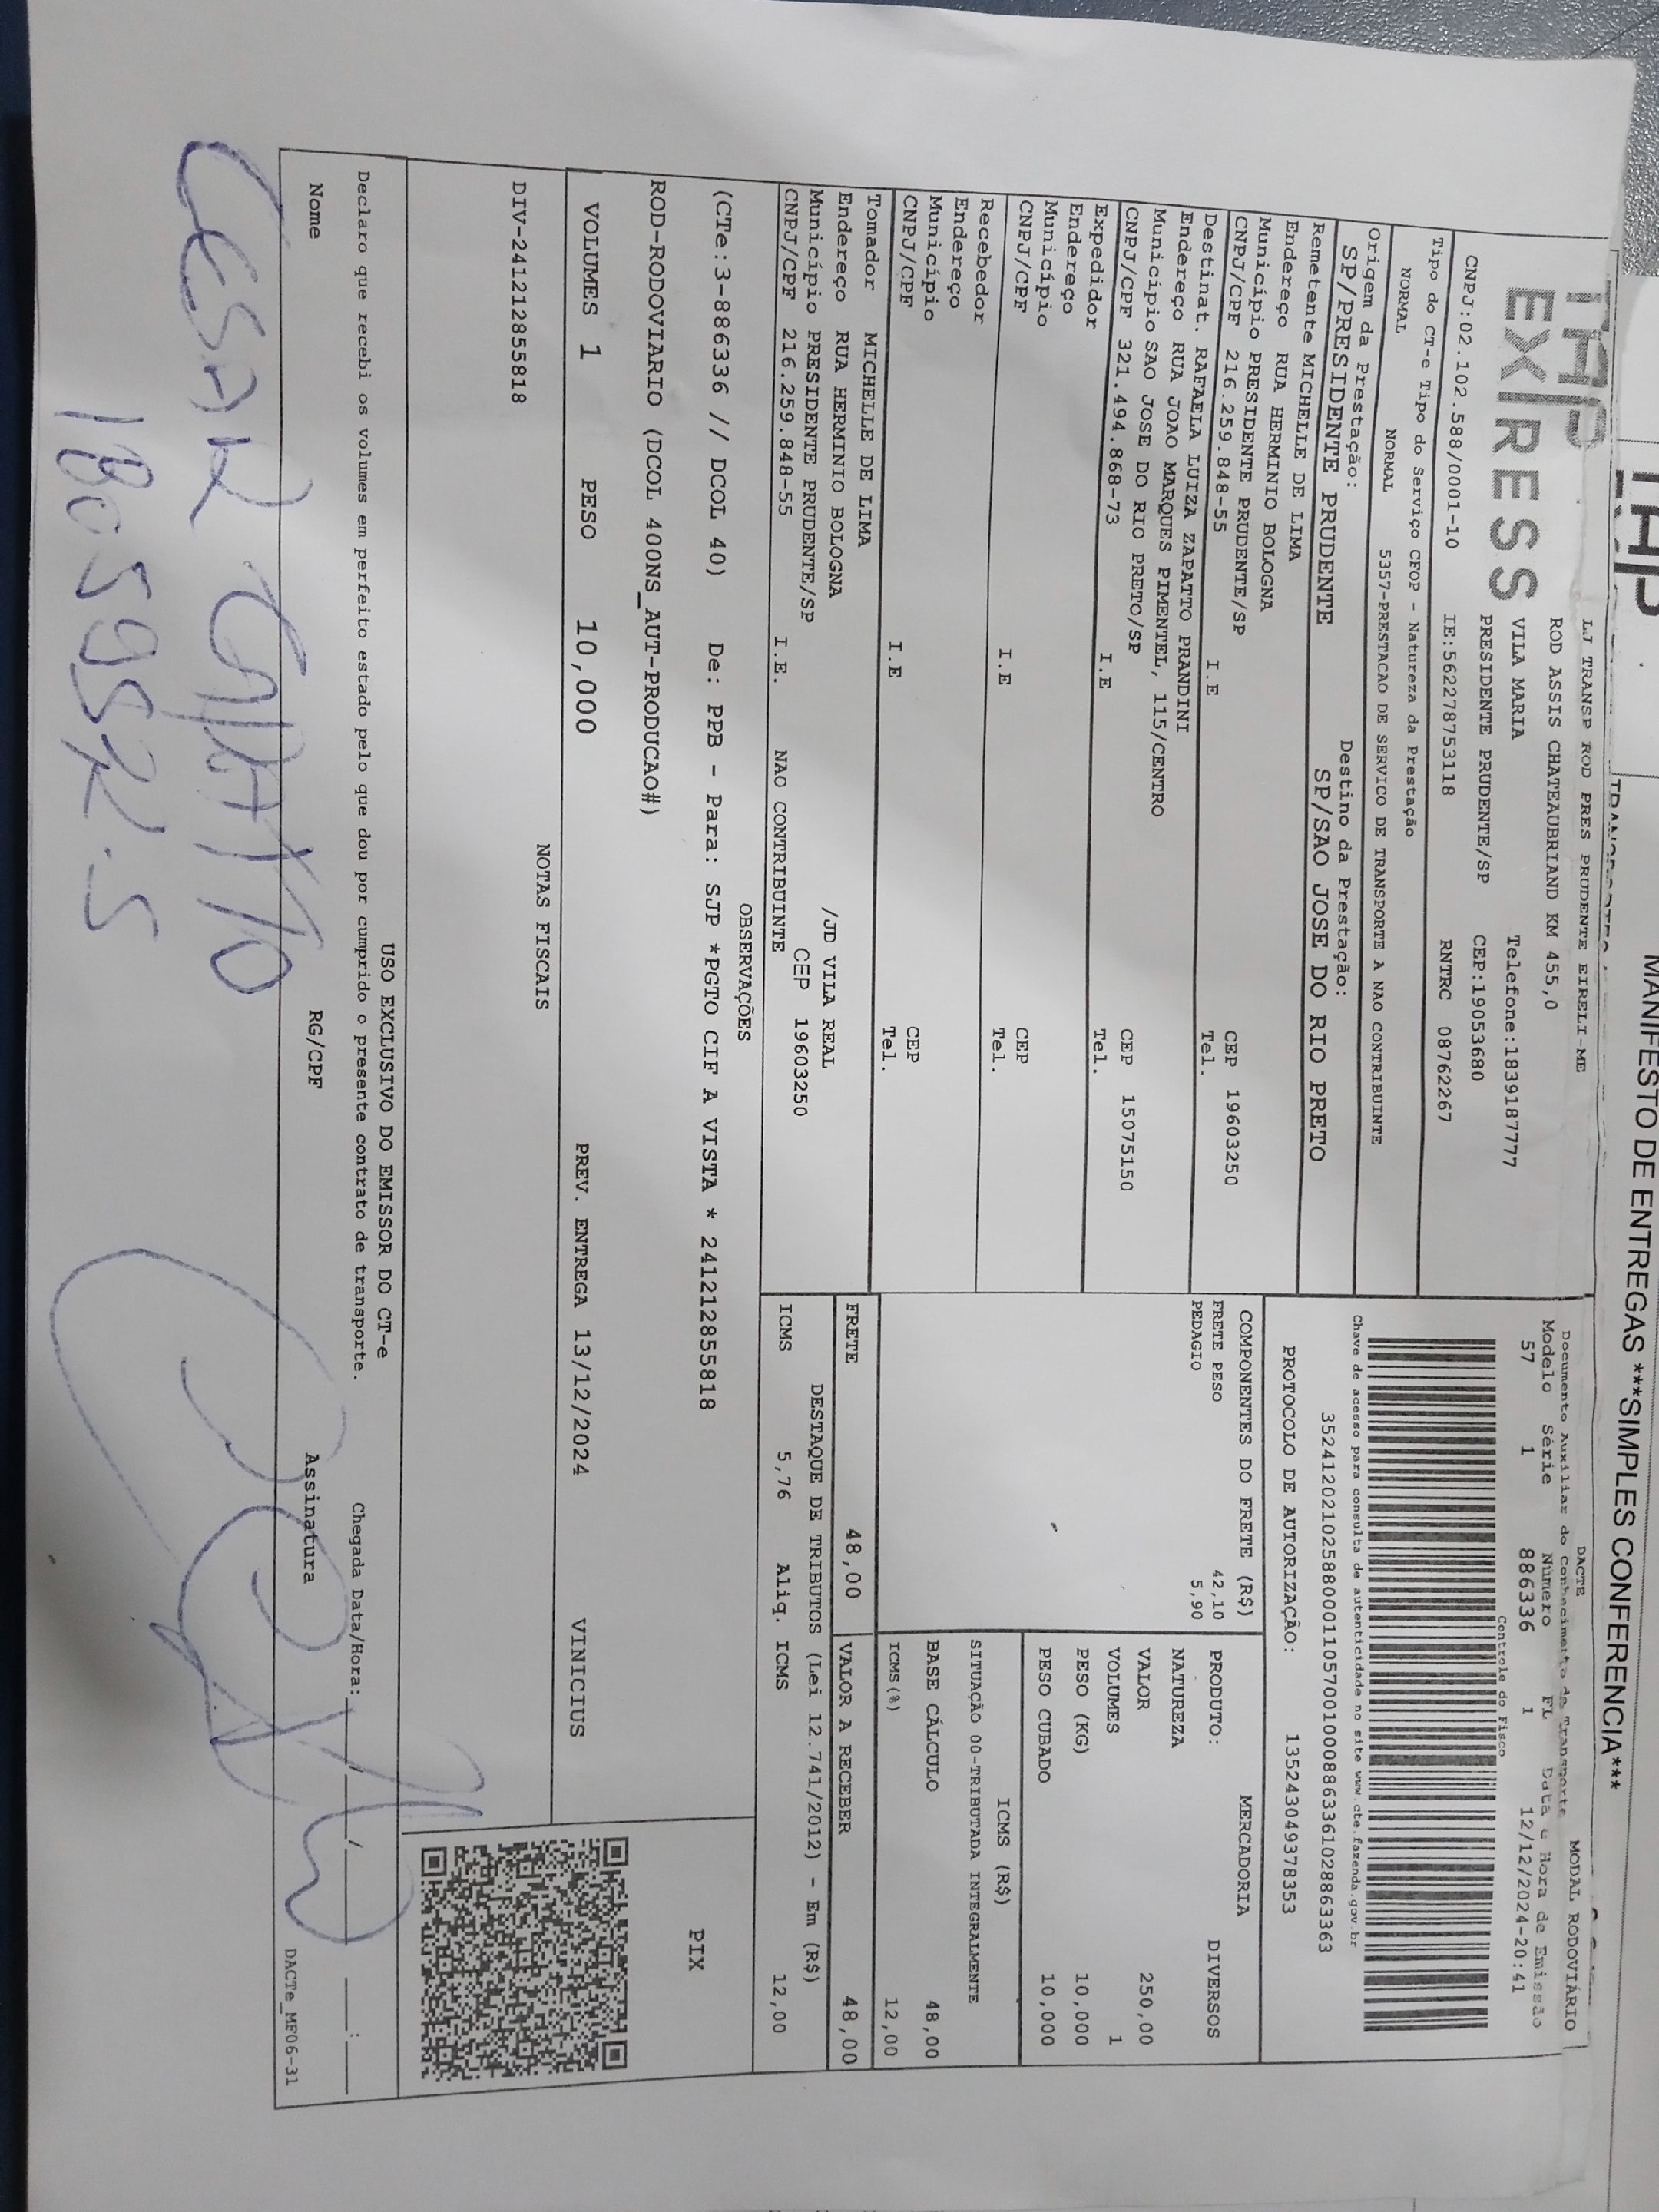 MANIFESTO DE ENTREGAS ***SIMPLES CONFERENCIA***
TAP
EXPRESS
LJ TRANSP ROD PRES PRUDENTE EIRELI-ME
ROD ASSIS CHATEAUBRIAND KM 455,0
VILA MARIA Telefone:1839187777
PRESIDENTE PRUDENTE/SP CEP:19053680
CNPJ:02.102.588/0001-10 IE:562278753118 RNTRC 08762267
DACTE MODAL RODOVIÁRIO
Documento Auxiliar do Conhecimento de Transporte
Modelo Série Número FL Data e Hora de Emissão
57 1 886336 1 12/12/2024-20:41
Controle do Fisco
Tipo do CT-e Tipo do Serviço CFOP - Natureza da Prestação
NORMAL NORMAL 5357-PRESTACAO DE SERVICO DE TRANSPORTE A NAO CONTRIBUINTE
Chave de acesso para consulta de autenticidade no site www.cte.fazenda.gov.br
35241202102588000110570010008863361028863363
PROTOCOLO DE AUTORIZAÇÃO: 135243049378353
Origem da Prestação: Destino da Prestação:
SP/PRESIDENTE PRUDENTE SP/SAO JOSE DO RIO PRETO
Remetente MICHELLE DE LIMA
Endereço RUA HERMINIO BOLOGNA
Município PRESIDENTE PRUDENTE/SP CEP 19603250
CNPJ/CPF 216.259.848-55 I.E Tel.
Destinat. RAFAELA LUIZA ZAPATTO PRANDINI
Endereço RUA JOAO MARQUES PIMENTEL, 115/CENTRO
Município SAO JOSE DO RIO PRETO/SP CEP 15075150
CNPJ/CPF 321.494.868-73 I.E Tel.
Expedidor
Endereço
Município CEP
CNPJ/CPF I.E Tel.
Recebedor
Endereço
Município CEP
CNPJ/CPF I.E Tel.
Tomador MICHELLE DE LIMA
Endereço RUA HERMINIO BOLOGNA /JD VILA REAL
Município PRESIDENTE PRUDENTE/SP CEP 19603250
CNPJ/CPF 216.259.848-55 I.E. NAO CONTRIBUINTE
COMPONENTES DO FRETE (R$)
FRETE PESO 42,10
PEDAGIO 5,90
MERCADORIA
PRODUTO: DIVERSOS
NATUREZA
VALOR 250,00
VOLUMES 1
PESO (KG) 10,000
PESO CUBADO 10,000
ICMS (R$)
SITUAÇÃO 00-TRIBUTADA INTEGRALMENTE
BASE CÁLCULO 48,00
ICMS(%) 12,00
FRETE 48,00 VALOR A RECEBER 48,00
DESTAQUE DE TRIBUTOS (Lei 12.741/2012) - Em (R$)
ICMS 5,76 Aliq. ICMS 12,00
OBSERVAÇÕES
(CTe:3-886336 // DCOL 40) De: PPB - Para: SJP *PGTO CIF A VISTA * 241212855818
ROD-RODOVIARIO (DCOL 400NS_AUT-PRODUCAO#)
PIX
VOLUMES 1 PESO 10,000 PREV. ENTREGA 13/12/2024 VINICIUS
NOTAS FISCAIS
DIV-241212855818
USO EXCLUSIVO DO EMISSOR DO CT-e
Declaro que recebi os volumes em perfeito estado pelo que dou por cumprido o presente contrato de transporte. Chegada Data/Hora:____/____/____ ___:___
Nome RG/CPF Assinatura
DACTe_MF06-31
CESAR